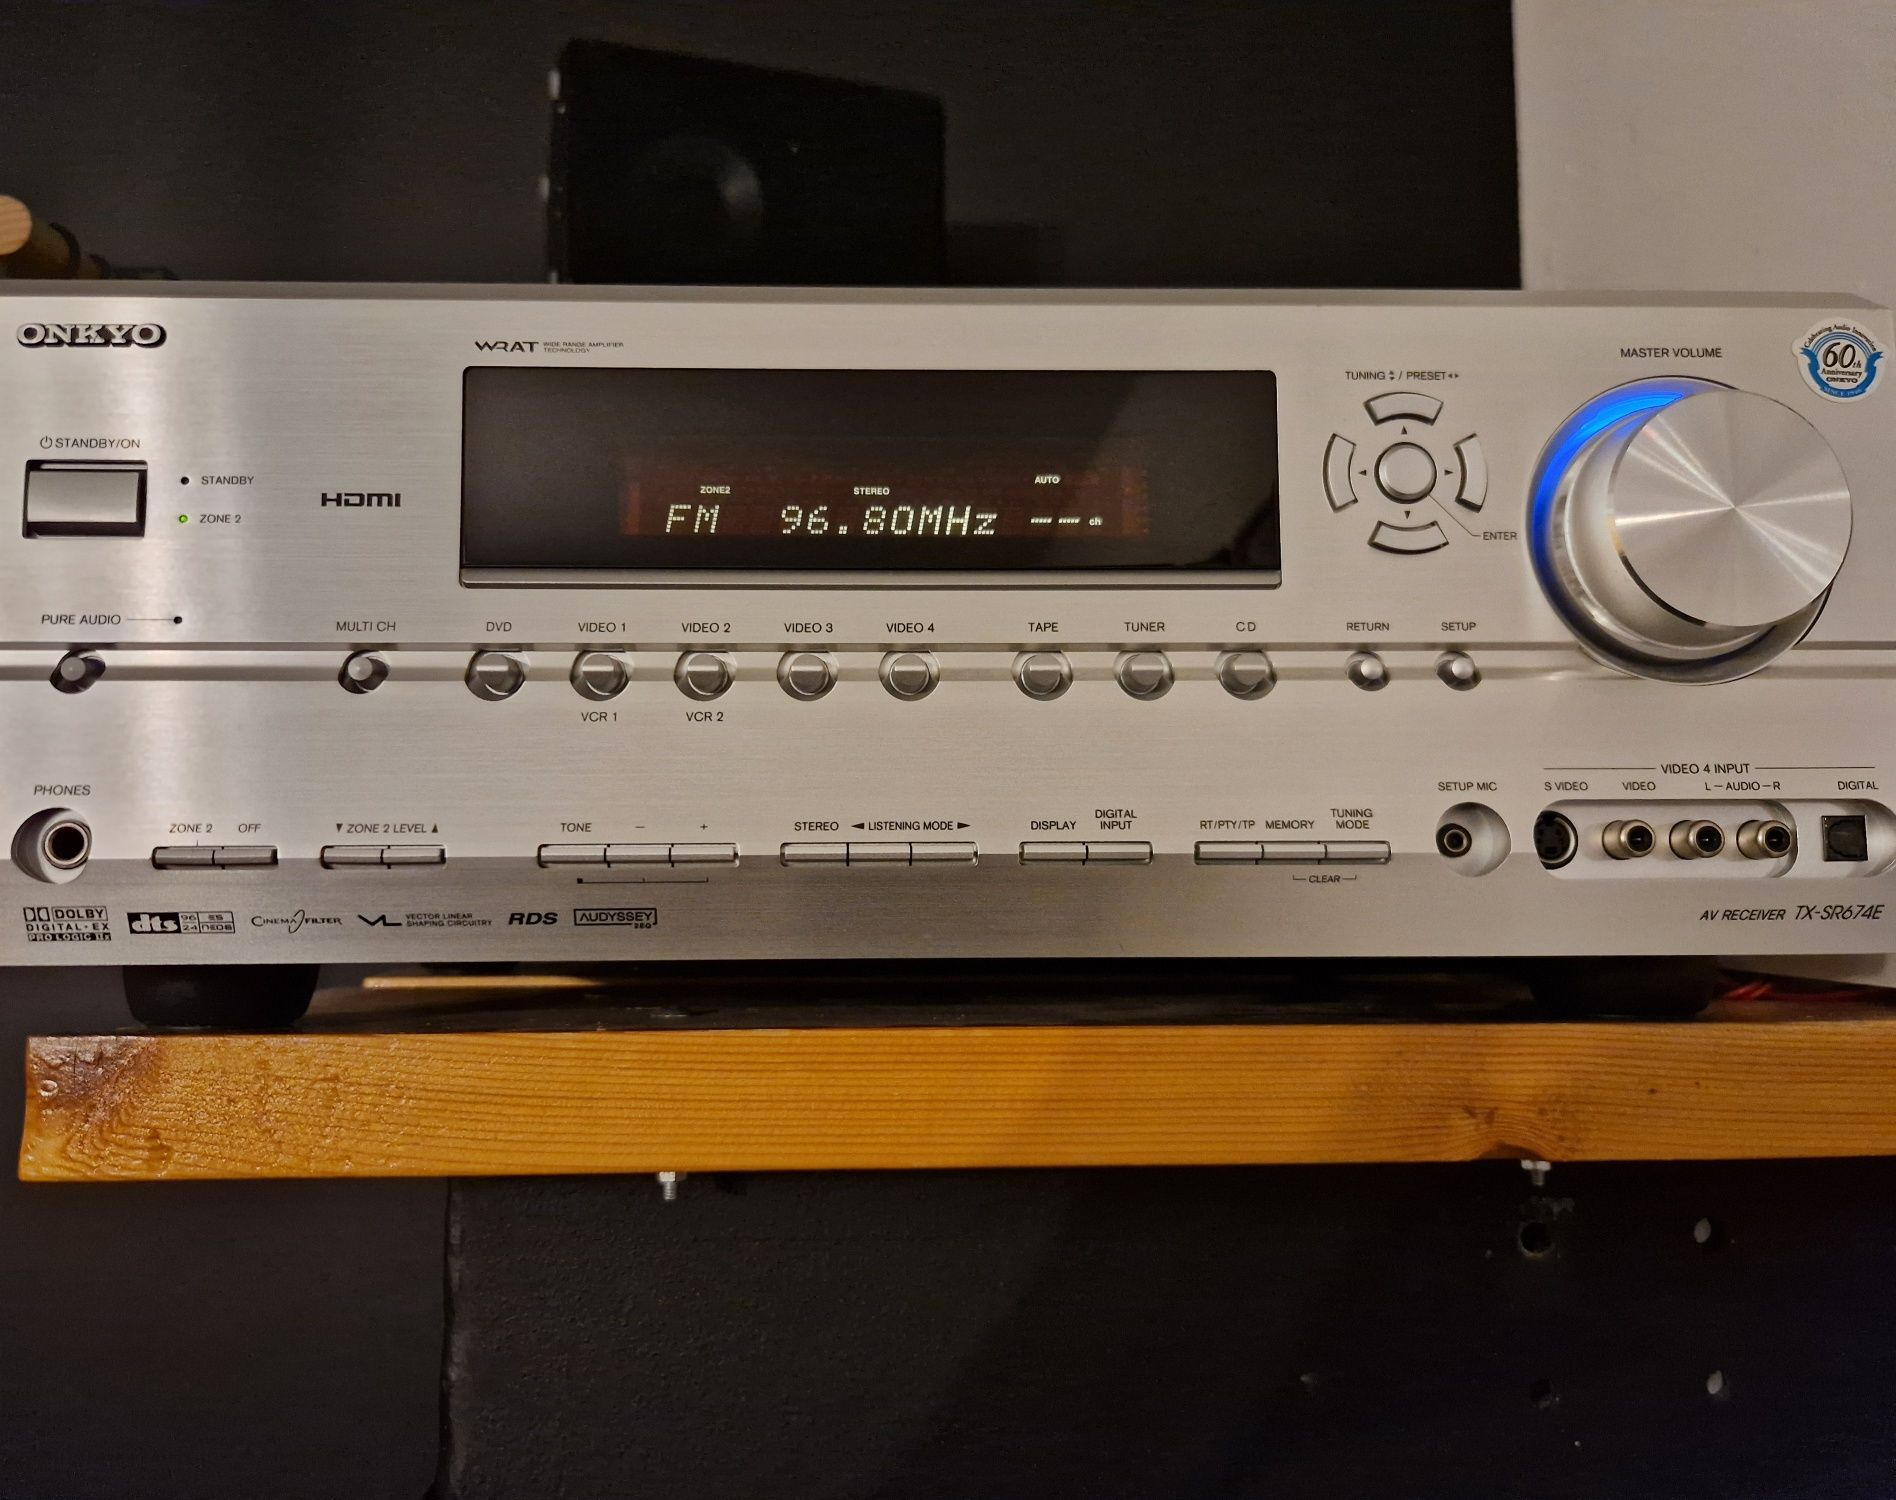 ONKYO
WRAT WIDE RANGE AMPLIFIER
TECHNOLOGY
MASTER VOLUME
Celebrating Audio Innovation
60th
Anniversary
ONKYO
TUNING / PRESET
STANDBY/ON
STANDBY
ZONE 2
HDMI
ZONE2
STEREO
AUTO
FM 96.80MHz -- -- ch
ENTER
PURE AUDIO
MULTI CH
DVD
VIDEO 1
VIDEO 2
VIDEO 3
VIDEO 4
TAPE
TUNER
CD
RETURN
SETUP
VCR 1
VCR 2
PHONES
ZONE 2
OFF
▼ ZONE 2 LEVEL ▲
TONE
−
+
STEREO
◄ LISTENING MODE ►
DISPLAY
DIGITAL
INPUT
RT/PTY/TP
MEMORY
TUNING
MODE
CLEAR
SETUP MIC
VIDEO 4 INPUT
S VIDEO
VIDEO
L – AUDIO – R
DIGITAL
DOLBY
DIGITAL•EX
PRO LOGIC IIx
dts 96 ES
24 NEO6
CINEMA FILTER
VL VECTOR LINEAR
SHAPING CIRCUITRY
RDS
AUDYSSEY
2EQ
AV RECEIVER TX-SR674E